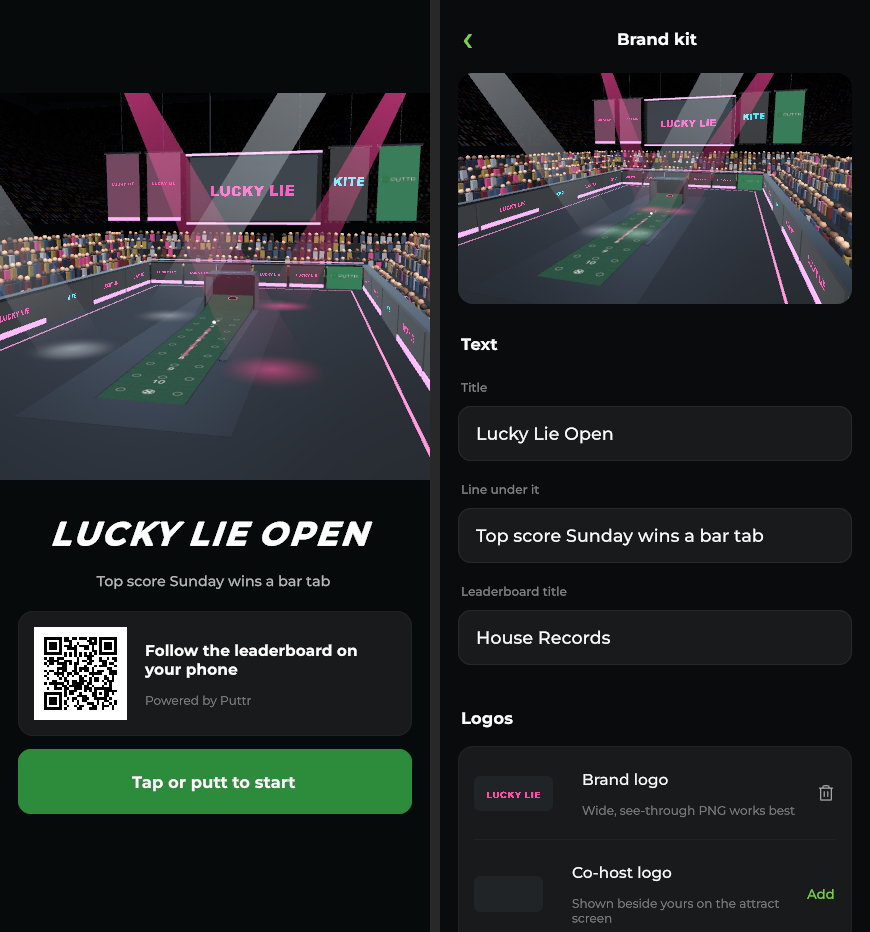 LUCKY LIE
KITE
PUTTR
LUCKY LIE
10
LUCKY LIE OPEN
Top score Sunday wins a bar tab
Follow the leaderboard on
your phone
Powered by Puttr
Tap or putt to start
Brand kit
LUCKY LIE
KITE
PUTTR
LUCKY LIE
10
Text
Title
Lucky Lie Open
Line under it
Top score Sunday wins a bar tab
Leaderboard title
House Records
Logos
LUCKY LIE
Brand logo
Wide, see-through PNG works best
Co-host logo
Shown beside yours on the attract
screen
Add